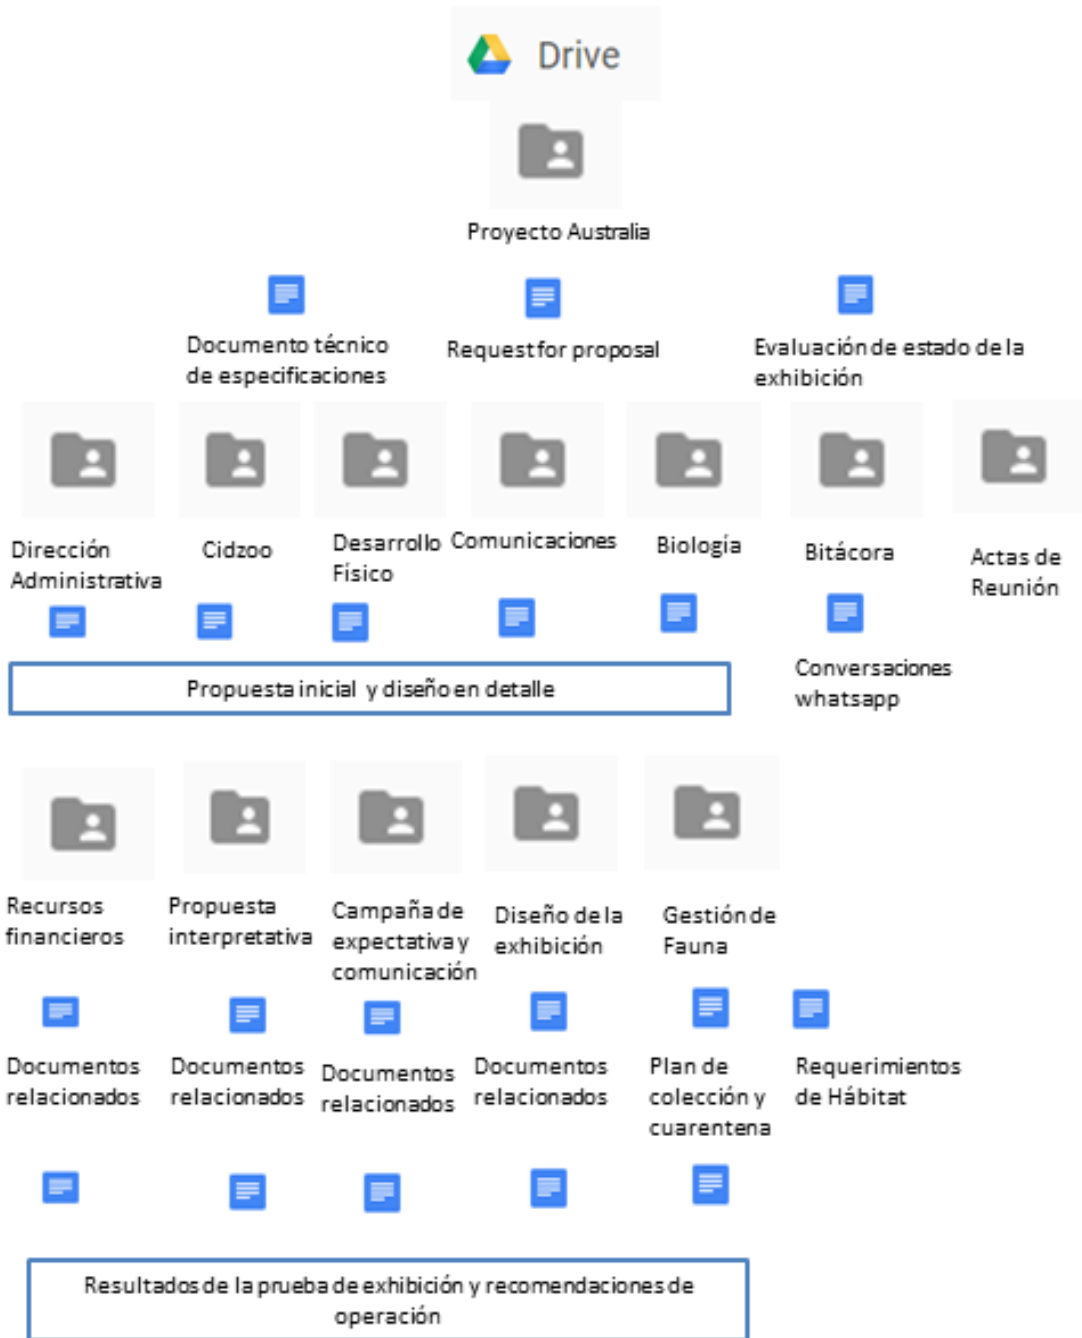 Drive
Proyecto Australia
Documento técnico
de especificaciones
Request for proposal
Evaluación de estado de la
exhibición
Dirección
Administrativa
Cidzoo
Desarrollo
Físico
Comunicaciones
Biología
Bitácora
Actas de
Reunión
Propuesta inicial y diseño en detalle
Conversaciones
whatsapp
Recursos
financieros
Propuesta
interpretativa
Campaña de
expectativa y
comunicación
Diseño de la
exhibición
Gestión de
Fauna
Documentos
relacionados
Documentos
relacionados
Documentos
relacionados
Documentos
relacionados
Plan de
colección y
cuarentena
Requerimientos
de Hábitat
Resultados de la prueba de exhibición y recomendaciones de
operación